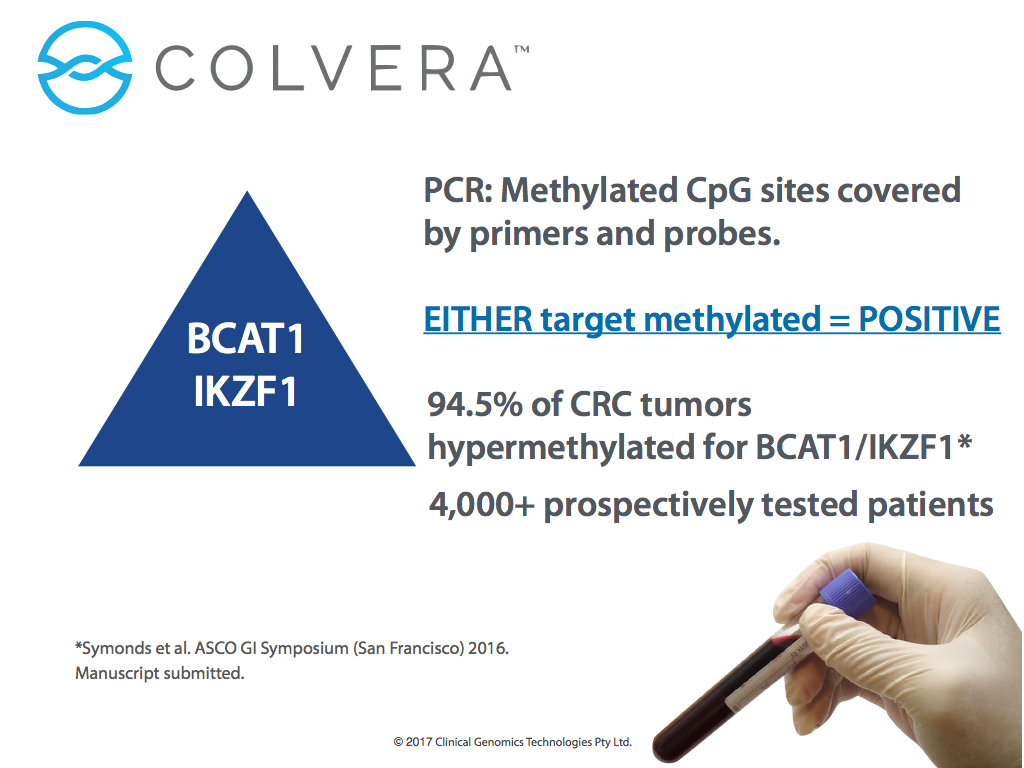 COLVERA™
PCR: Methylated CpG sites covered
by primers and probes.
EITHER target methylated = POSITIVE
BCAT1
IKZF1
94.5% of CRC tumors
hypermethylated for BCAT1/IKZF1*
4,000+ prospectively tested patients
*Symonds et al. ASCO GI Symposium (San Francisco) 2016.
Manuscript submitted.
© 2017 Clinical Genomics Technologies Pty Ltd.